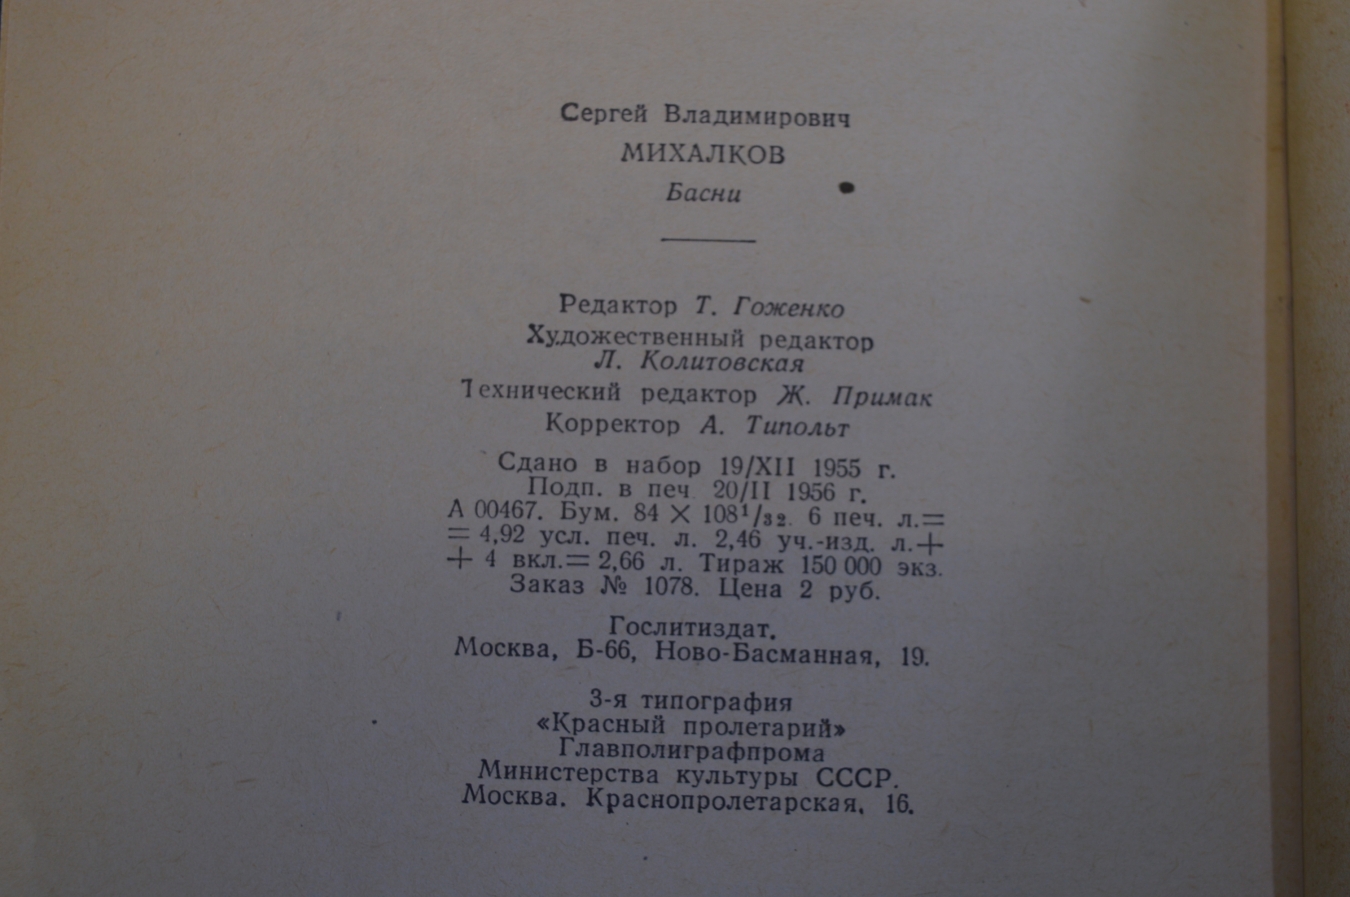 Сергей Владимирович
МИХАЛКОВ
Басни
Редактор Т. Гоженко
Художественный редактор
Л. Колитовская
Технический редактор Ж. Примак
Корректор А. Типольт
Сдано в набор 19/XII 1955 г.
Подп. в печ. 20/II 1956 г.
А 00467. Бум. 84 × 108¹/₃₂. 6 печ. л.=
= 4,92 усл. печ. л. 2,46 уч.-изд. л.+
+ 4 вкл.= 2,66 л. Тираж 150 000 экз.
Заказ № 1078. Цена 2 руб.
Гослитиздат.
Москва, Б-66, Ново-Басманная, 19.
3-я типография
«Красный пролетарий»
Главполиграфпрома
Министерства культуры СССР.
Москва. Краснопролетарская, 16.